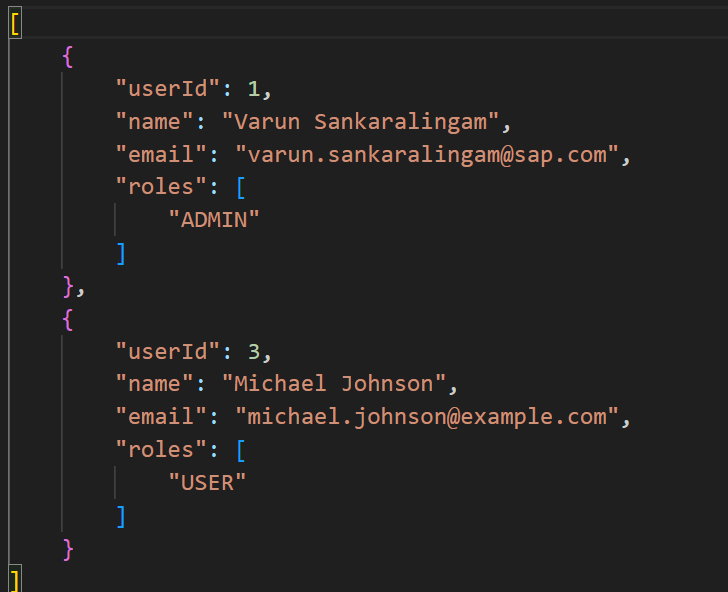 [
    {
        "userId": 1,
        "name": "Varun Sankaralingam",
        "email": "varun.sankaralingam@sap.com",
        "roles": [
            "ADMIN"
        ]
    },
    {
        "userId": 3,
        "name": "Michael Johnson",
        "email": "michael.johnson@example.com",
        "roles": [
            "USER"
        ]
    }
]